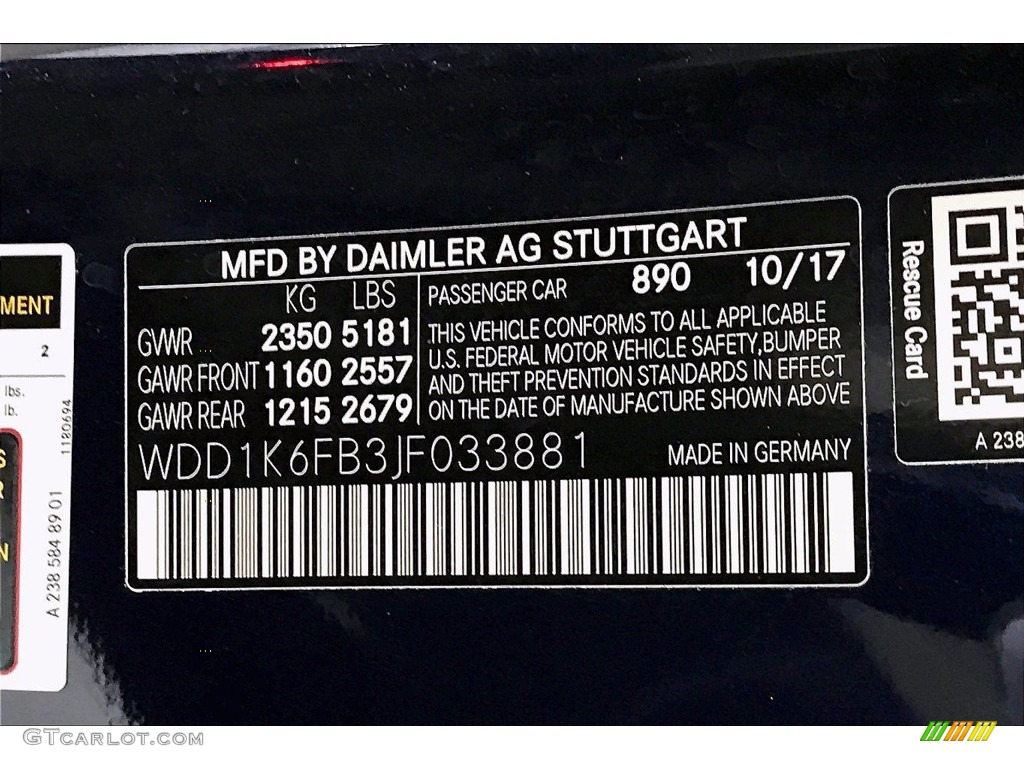 MFD BY DAIMLER AG STUTTGART
KG LBS
GVWR 2350 5181
GAWR FRONT 1160 2557
GAWR REAR 1215 2679
PASSENGER CAR 890 10/17
THIS VEHICLE CONFORMS TO ALL APPLICABLE
U.S. FEDERAL MOTOR VEHICLE SAFETY,BUMPER
AND THEFT PREVENTION STANDARDS IN EFFECT
ON THE DATE OF MANUFACTURE SHOWN ABOVE
WDD1K6FB3JF033881 MADE IN GERMANY
MENT
2
lbs.
lb.
1180694
A 238 584 89 01
Rescue Card
A 238
GTCARLOT.COM